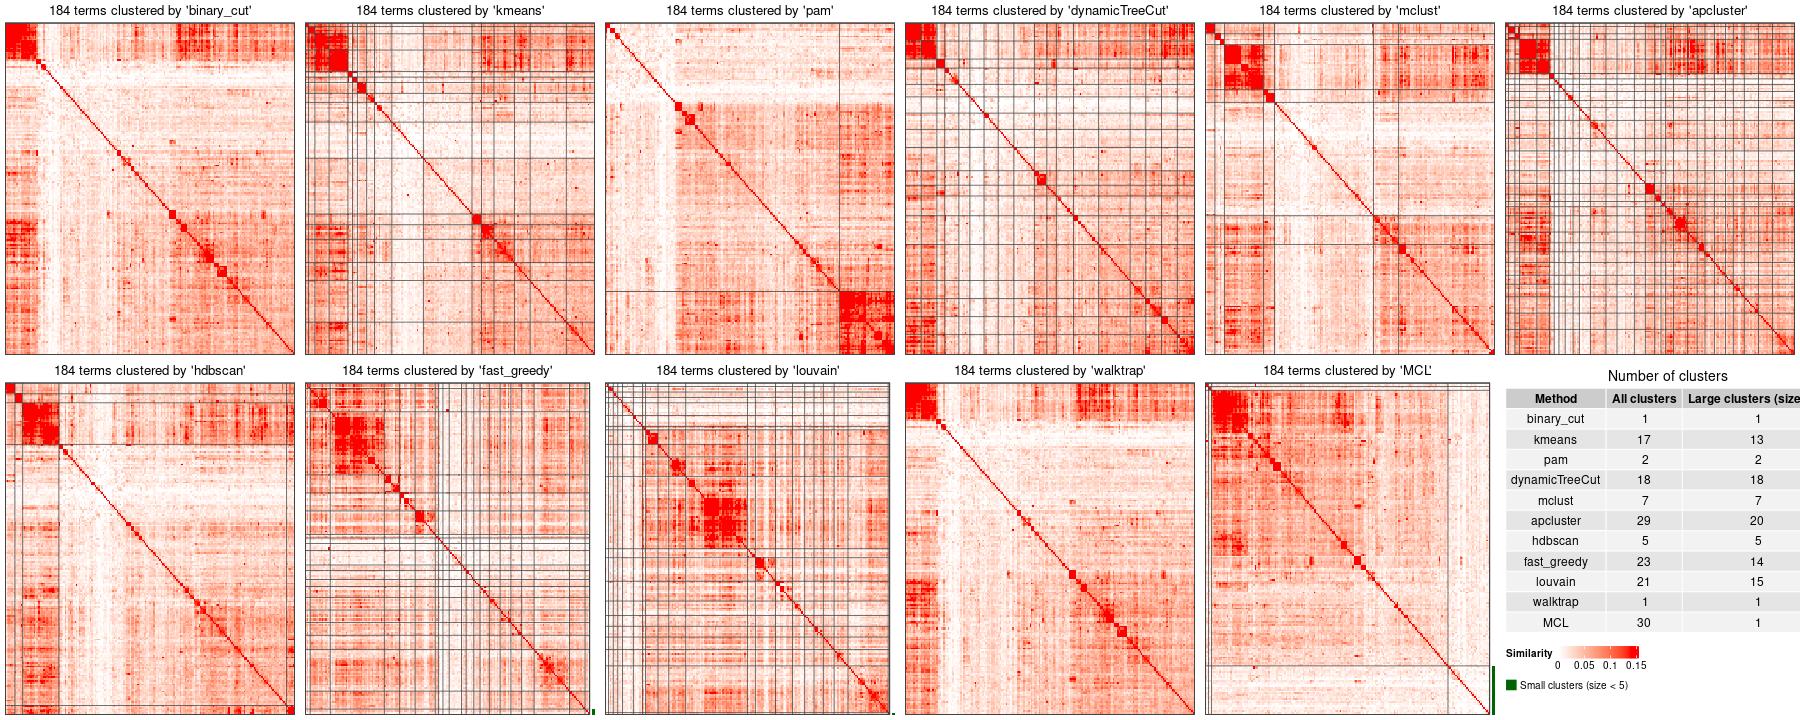 184 terms clustered by 'binary_cut'
184 terms clustered by 'kmeans'
184 terms clustered by 'pam'
184 terms clustered by 'dynamicTreeCut'
184 terms clustered by 'mclust'
184 terms clustered by 'apcluster'
184 terms clustered by 'hdbscan'
184 terms clustered by 'fast_greedy'
184 terms clustered by 'louvain'
184 terms clustered by 'walktrap'
184 terms clustered by 'MCL'
Number of clusters
Method All clusters Large clusters (size
binary_cut 1 1
kmeans 17 13
pam 2 2
dynamicTreeCut 18 18
mclust 7 7
apcluster 29 20
hdbscan 5 5
fast_greedy 23 14
louvain 21 15
walktrap 1 1
MCL 30 1
Similarity
0 0.05 0.1 0.15
Small clusters (size < 5)